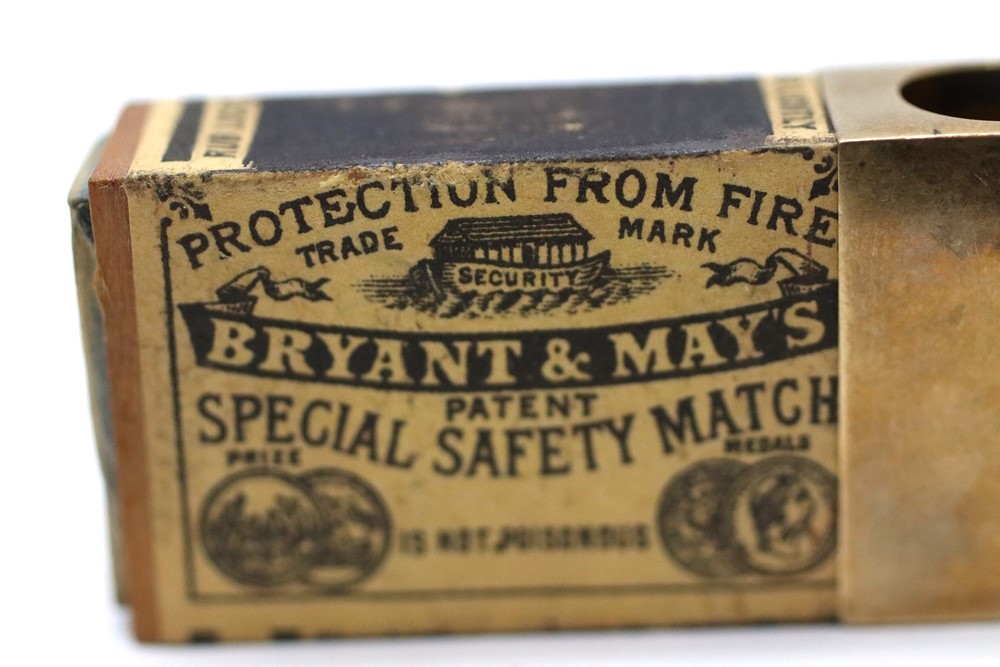 PROTECTION FROM FIRE
TRADE MARK
SECURITY
BRYANT & MAY'S
PATENT
SPECIAL SAFETY MATCH
PRIZE MEDALS
IS NOT POISONOUS